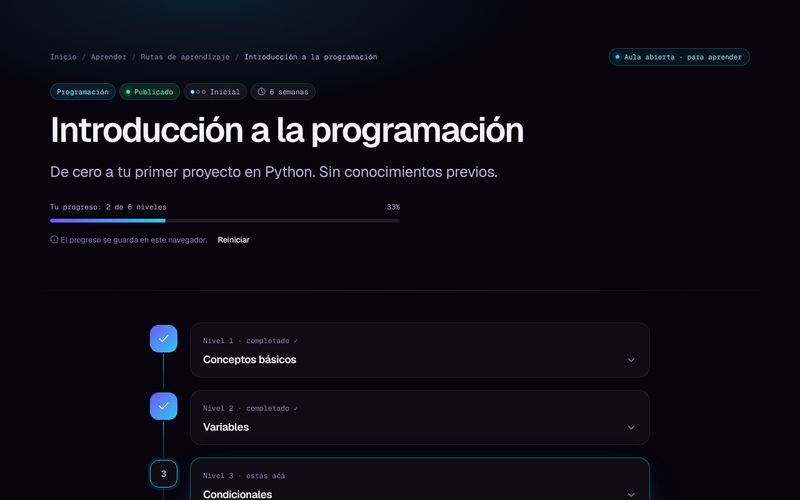 Inicio / Aprender / Rutas de aprendizaje / Introducción a la programación
Aula abierta · para aprender
Programación
Publicado
Inicial
6 semanas
Introducción a la programación
De cero a tu primer proyecto en Python. Sin conocimientos previos.
Tu progreso: 2 de 6 niveles
33%
El progreso se guarda en este navegador. Reiniciar
Nivel 1 · completado ✓
Conceptos básicos
Nivel 2 · completado ✓
Variables
3
Nivel 3 · estás acá
Condicionales